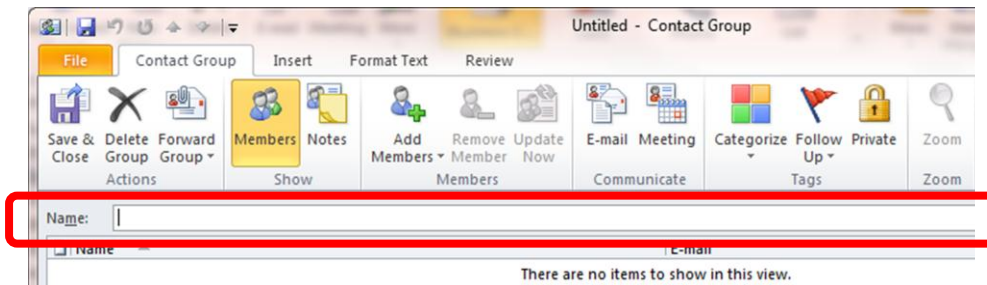 Untitled - Contact Group
File Contact Group Insert Format Text Review
Save & Close Delete Group Forward Group Members Notes Add Members Remove Member Update Now E-mail Meeting Categorize Follow Up Private Zoom
Actions Show Members Communicate Tags Zoom
Name:
Name E-mail
There are no items to show in this view.